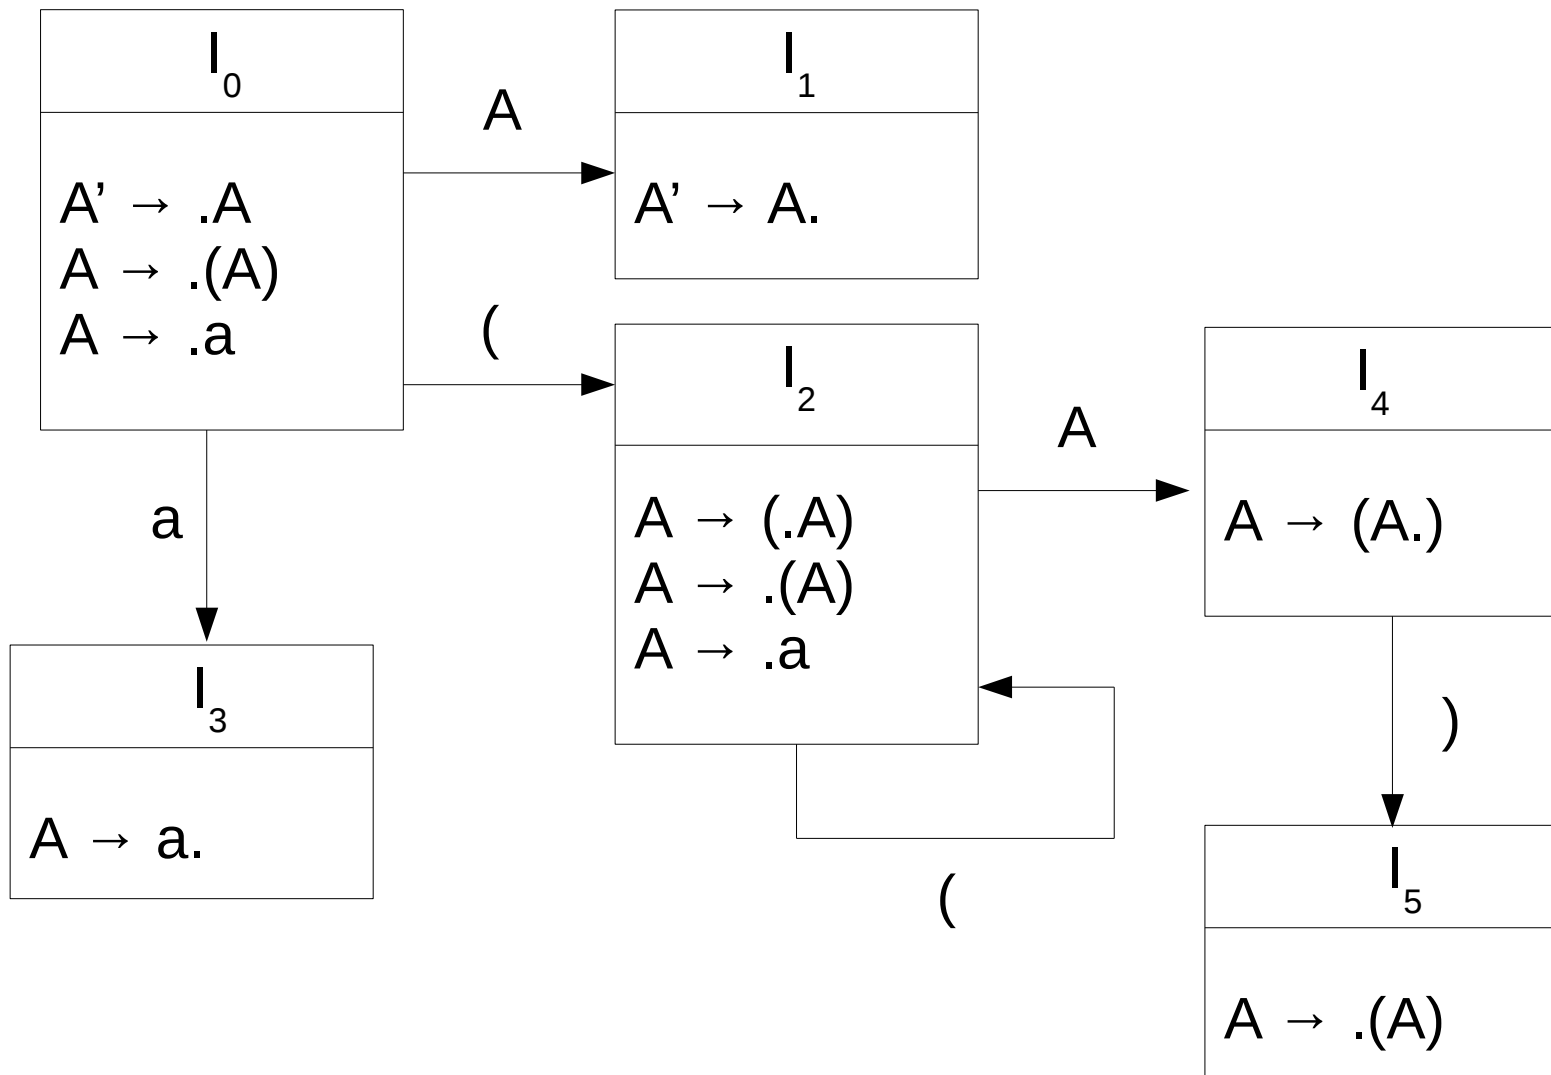 I0
A' → .A
A → .(A)
A → .a
A
I1
A' → A.
(
I2
A → (.A)
A → .(A)
A → .a
A
I4
A → (A.)
a
I3
A → a.
(
)
I5
A → .(A)